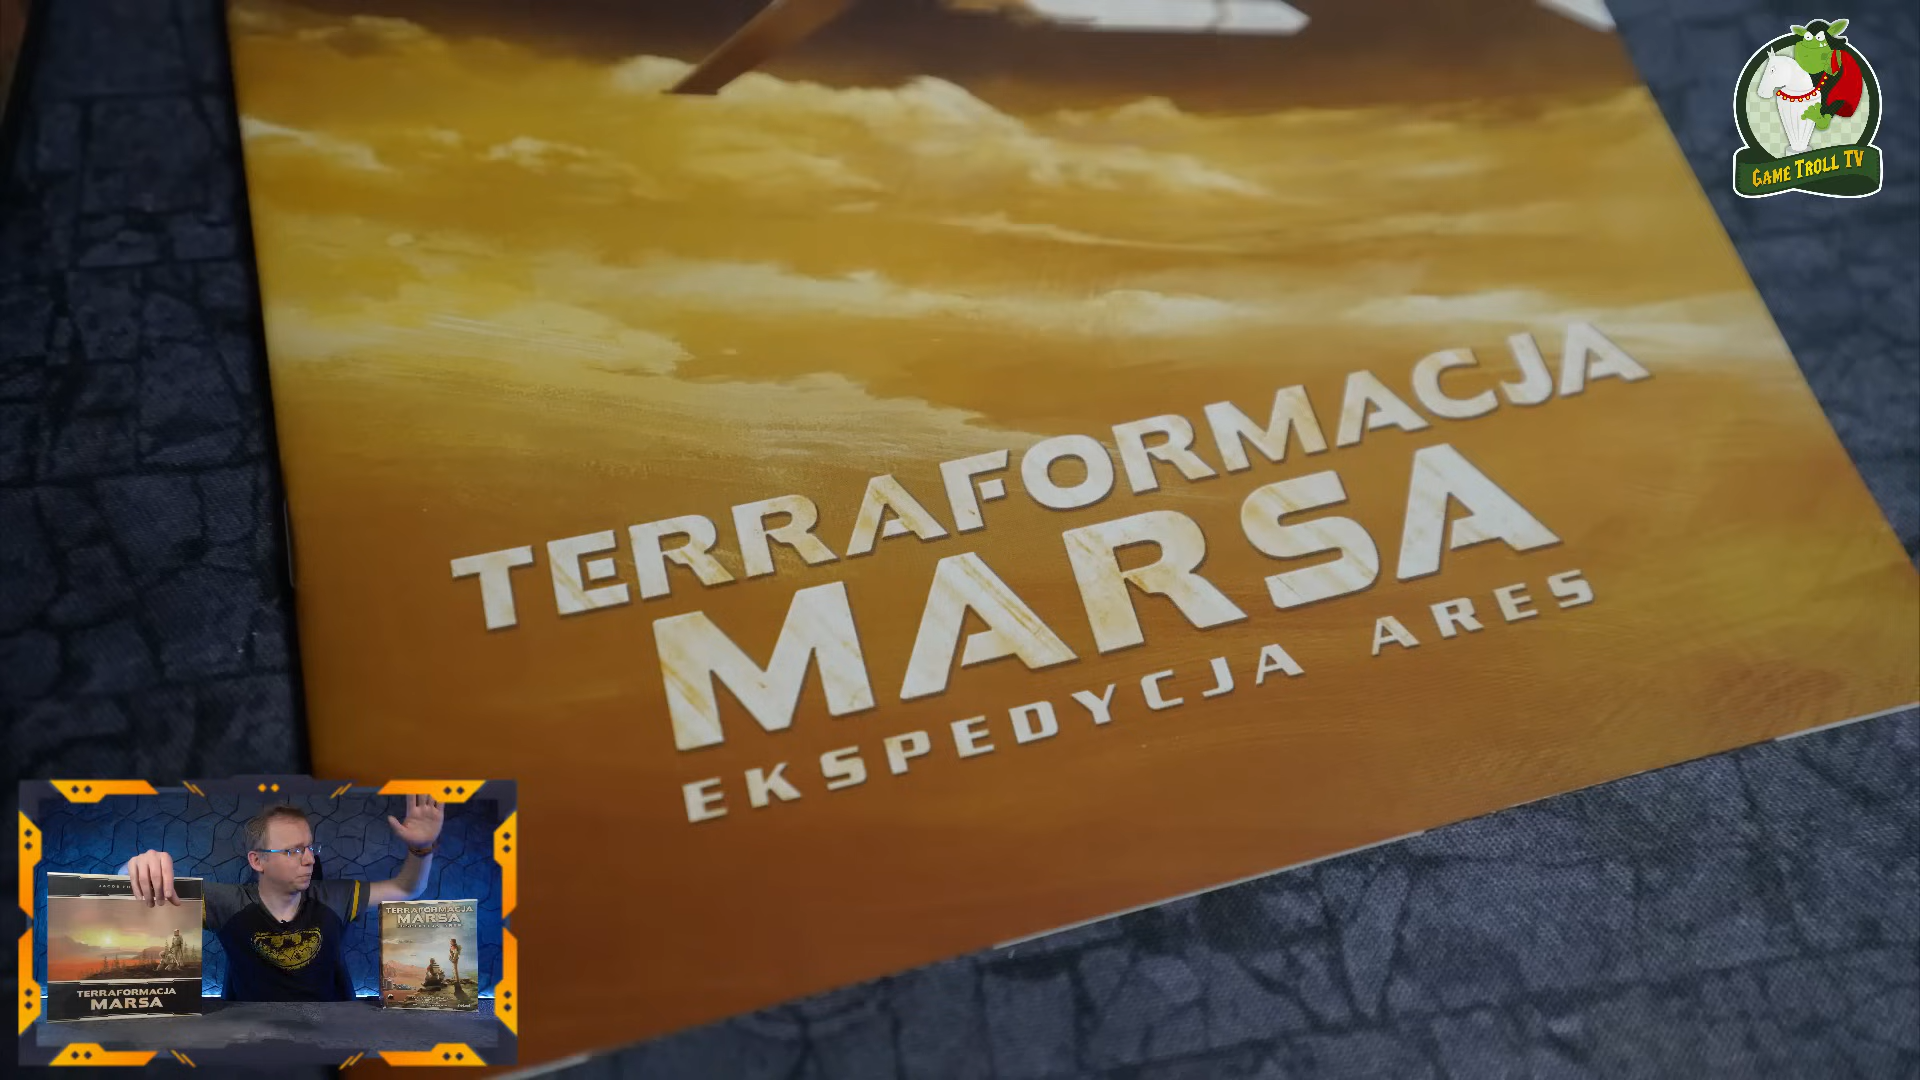 GAME TROLL TV
TERRAFORMACJA
MARSA
EKSPEDYCJA ARES
TERRAFORMACJA
MARSA
TERRAFORMACJA
MARSA